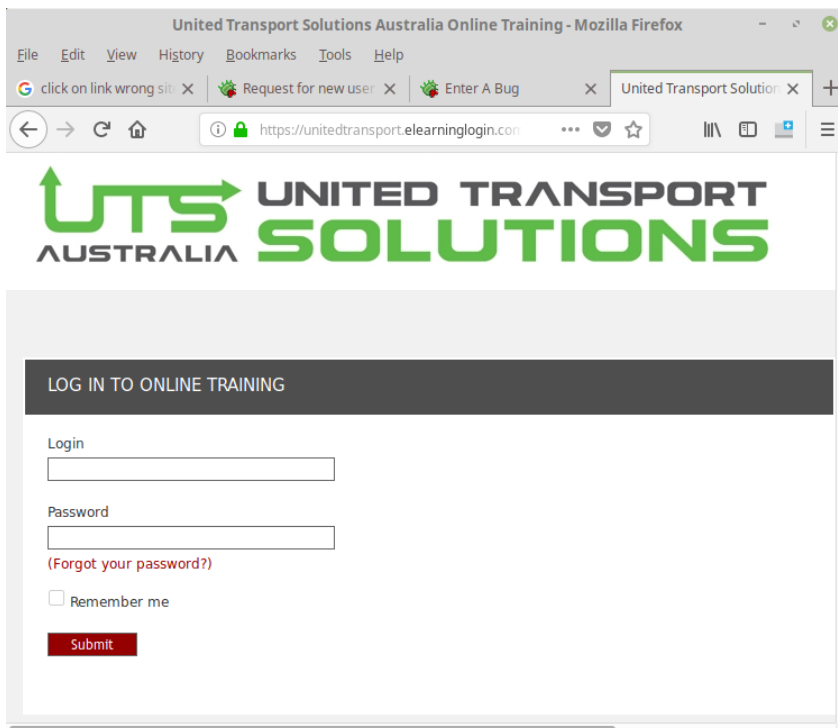 United Transport Solutions Australia Online Training - Mozilla Firefox
File Edit View History Bookmarks Tools Help
click on link wrong sit Request for new user Enter A Bug United Transport Solution
https://unitedtransport.elearninglogin.com
UTS UNITED TRANSPORT
AUSTRALIA SOLUTIONS
LOG IN TO ONLINE TRAINING
Login
Password
(Forgot your password?)
Remember me
Submit